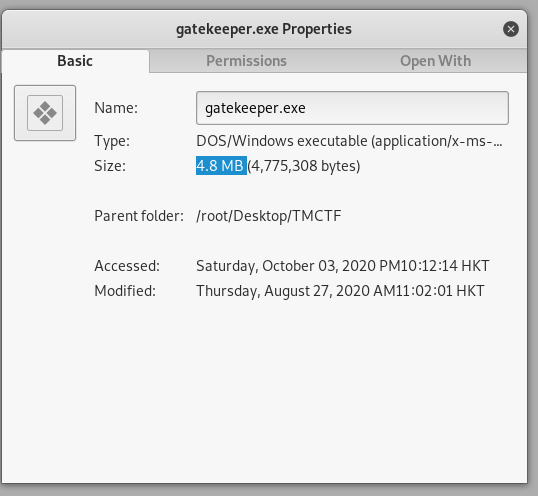 gatekeeper.exe Properties
Basic Permissions Open With
Name: gatekeeper.exe
Type: DOS/Windows executable (application/x-ms-...
Size: 4.8 MB (4,775,308 bytes)
Parent folder: /root/Desktop/TMCTF
Accessed: Saturday, October 03, 2020 PM10:12:14 HKT
Modified: Thursday, August 27, 2020 AM11:02:01 HKT